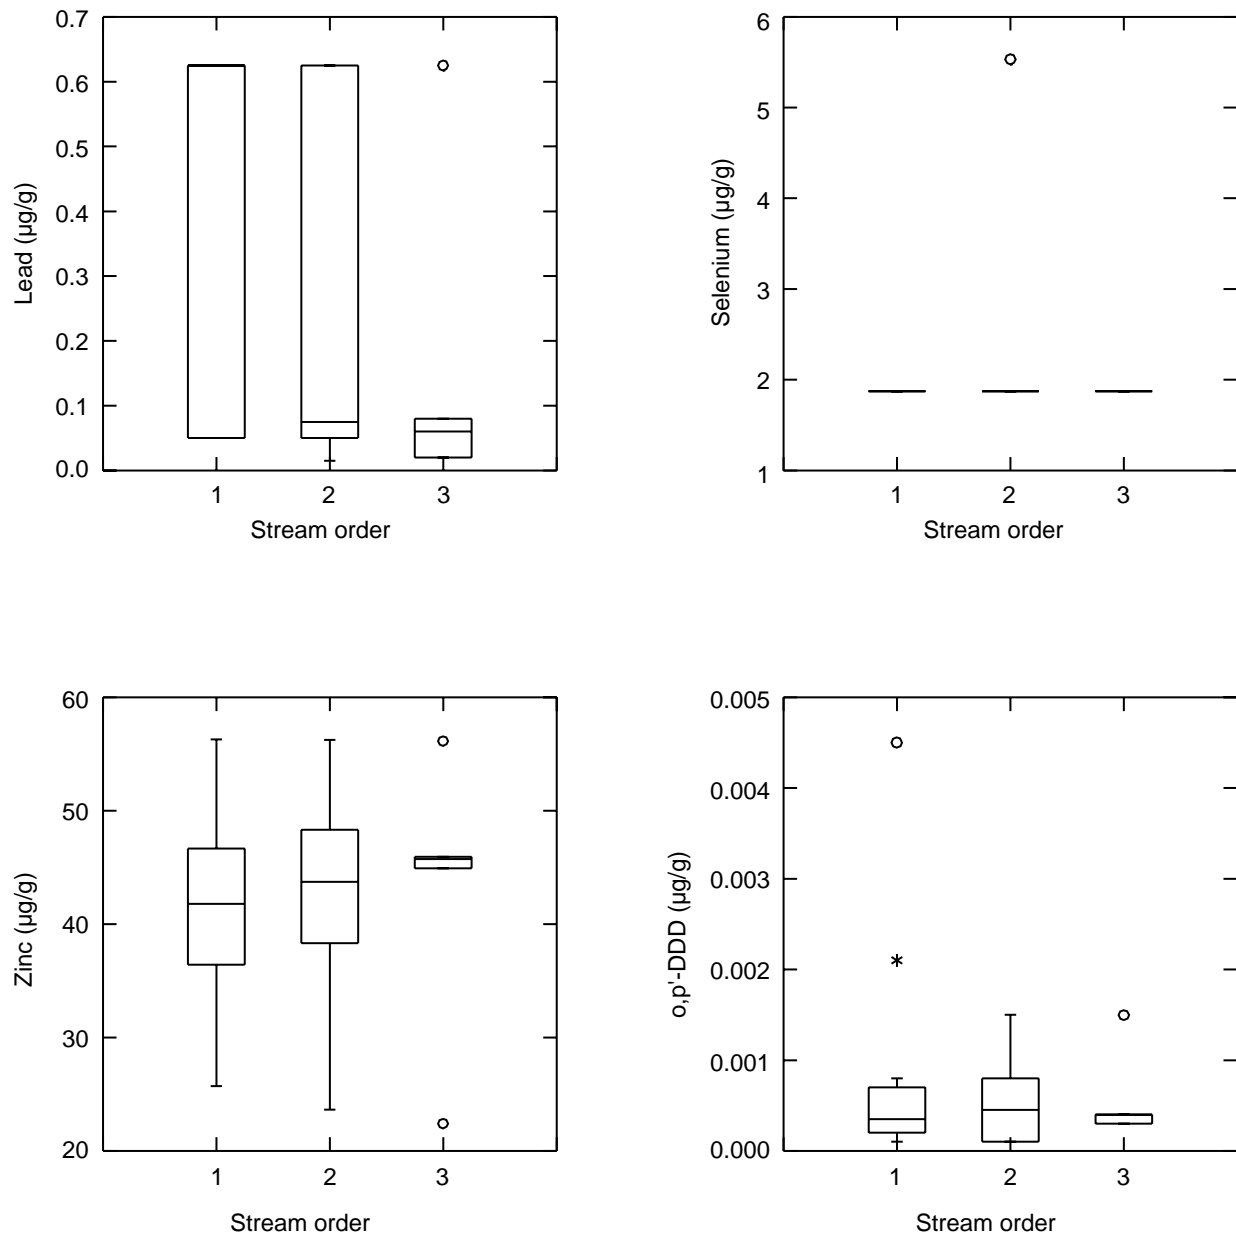 Lead (µg/g)
0.7
0.6
0.5
0.4
0.3
0.2
0.1
0.0
1 2 3
Stream order
Selenium (µg/g)
6
5
4
3
2
1
1 2 3
Stream order
Zinc (µg/g)
60
50
40
30
20
1 2 3
Stream order
o,p'-DDD (µg/g)
0.005
0.004
0.003
0.002
0.001
0.000
1 2 3
Stream order